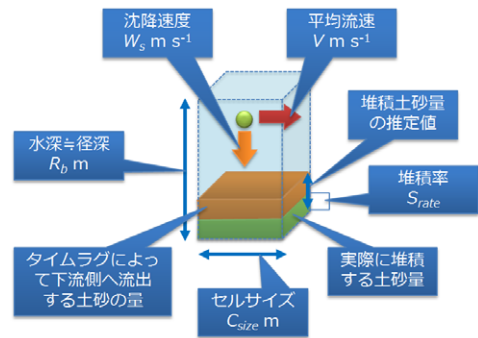 沈降速度
Ws m s-1
平均流速
V m s-1
水深≒径深
Rb m
堆積土砂量
の推定値
堆積率
Srate
タイムラグによっ
て下流側へ流出
する土砂の量
セルサイズ
Csize m
実際に堆積
する土砂量